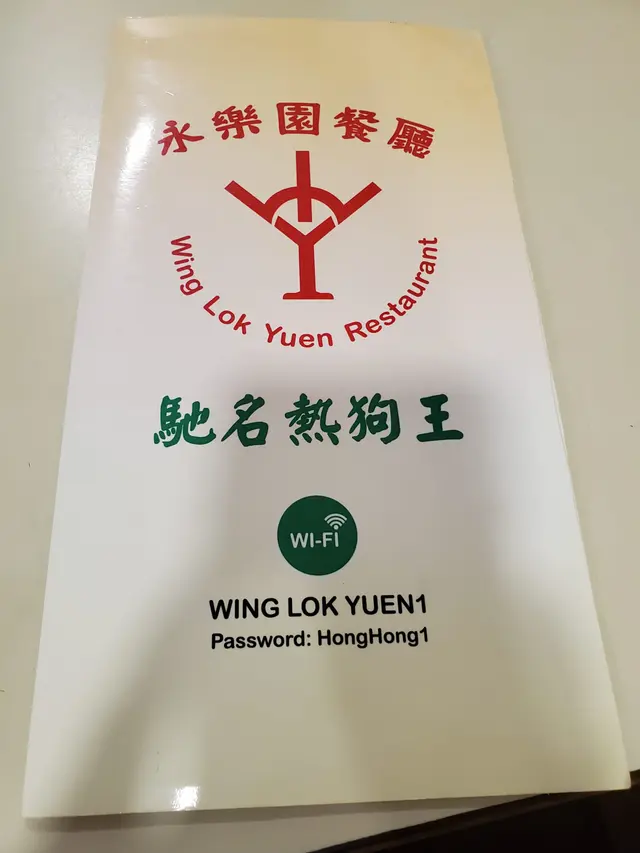 永樂園餐廳
Wing Lok Yuen Restaurant
馳名熱狗王
WI-FI
WING LOK YUEN1
Password: HongHong1